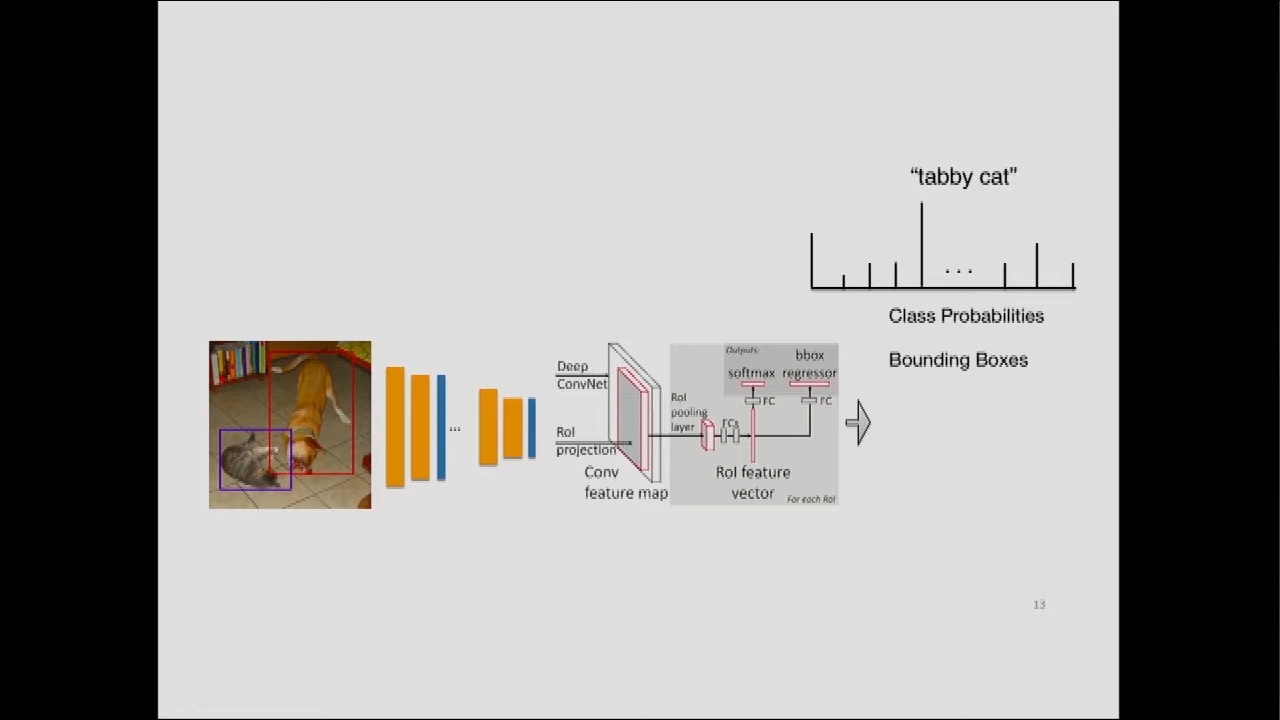 “tabby cat”
. . .
Class Probabilities
Bounding Boxes
...
Deep
ConvNet
RoI
projection
Conv
feature map
RoI
pooling
layer
FCs
Outputs:
softmax
bbox
regressor
FC
FC
RoI feature
vector
For each RoI
13